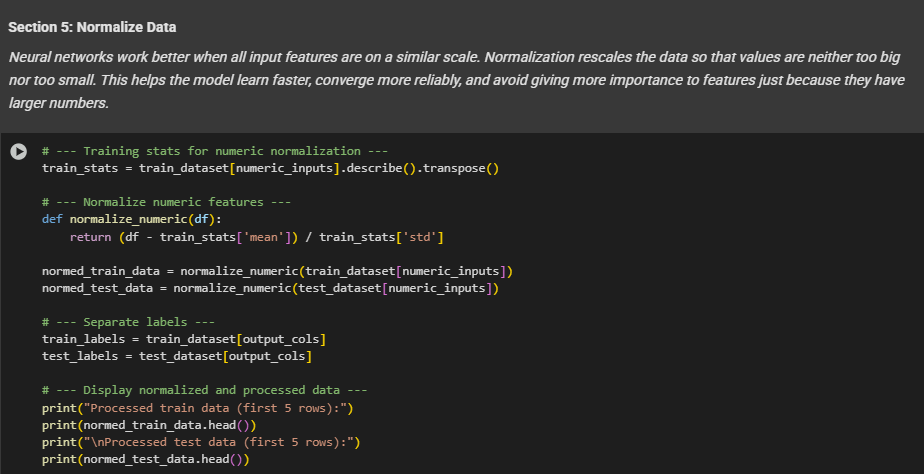 Section 5: Normalize Data
Neural networks work better when all input features are on a similar scale. Normalization rescales the data so that values are neither too big
nor too small. This helps the model learn faster, converge more reliably, and avoid giving more importance to features just because they have
larger numbers.
# --- Training stats for numeric normalization ---
train_stats = train_dataset[numeric_inputs].describe().transpose()
# --- Normalize numeric features ---
def normalize_numeric(df):
    return (df - train_stats['mean']) / train_stats['std']
normed_train_data = normalize_numeric(train_dataset[numeric_inputs])
normed_test_data = normalize_numeric(test_dataset[numeric_inputs])
# --- Separate labels ---
train_labels = train_dataset[output_cols]
test_labels = test_dataset[output_cols]
# --- Display normalized and processed data ---
print("Processed train data (first 5 rows):")
print(normed_train_data.head())
print("\nProcessed test data (first 5 rows):")
print(normed_test_data.head())